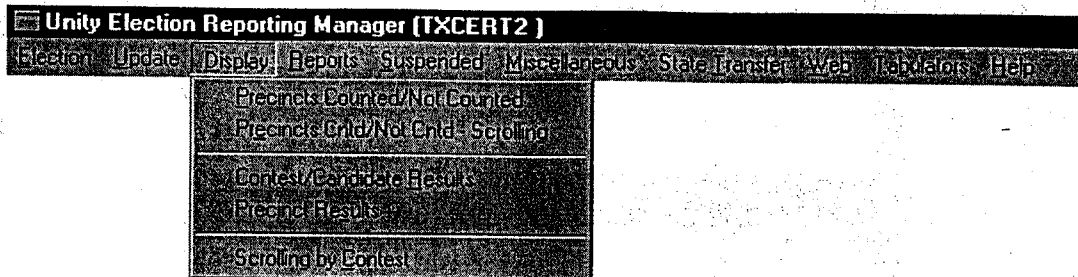 Unity Election Reporting Manager (TXCERT2 )
Election Update Display Reports Suspended Miscellaneous State Transfer Web Tabulators Help
Precincts Counted/Not Counted
Precincts Cntd/Not Cntd - Scrolling
Contest/Candidate Results
Precinct Results
Scrolling by Contest